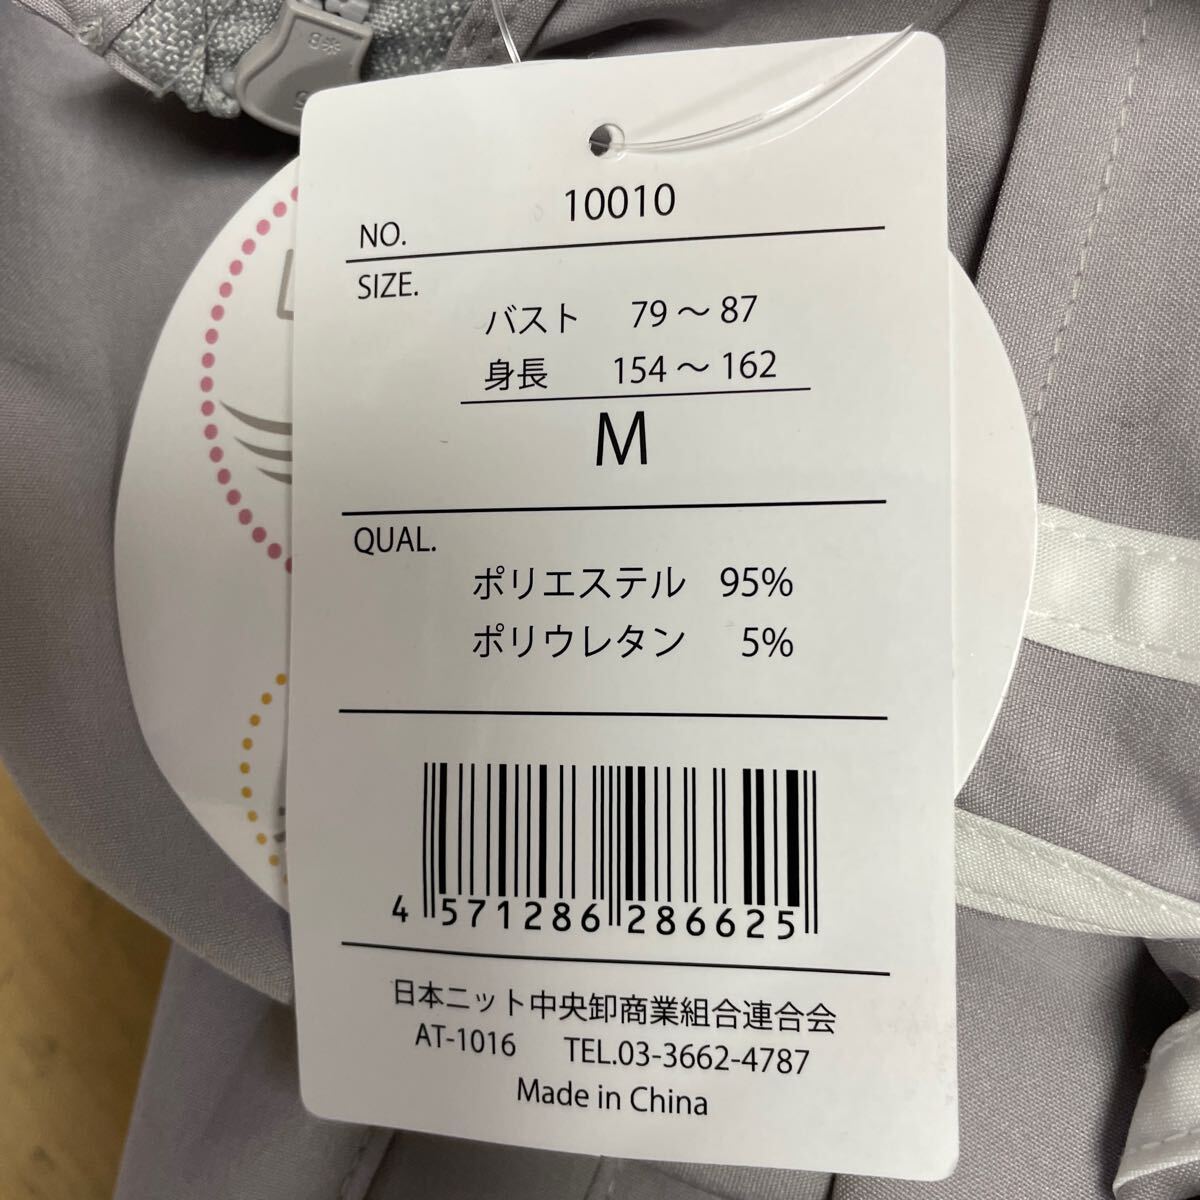 NO. 10010
SIZE.
バスト 79～87
身長 154～162
M
QUAL.
ポリエステル 95%
ポリウレタン 5%
4 571286 286625
日本ニット中央卸商業組合連合会
AT-1016 TEL.03-3662-4787
Made in China